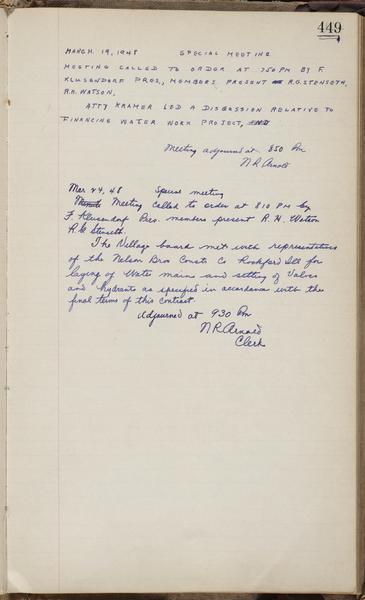 449
MARCH 19, 1948 SPECIAL MEETING
MEETING CALLED TO ORDER AT 750 PM BY F.
KLUSENDORF PRES., MEMBERS PRESENT R.G. STENSETH,
R.H. WATSON.
ATTY KRAMER LED A DISCUSSION RELATIVE TO
FINANCING WATER WORK PROJECT,
Meeting adjourned at 850 Pm
N R Arnold
Mar 24, 48 Special meeting
Meeting called to order at 810 PM by
F. Klusendorf Pres. members present R. H. Watson
R. G Stenseth.
The Village board met with representatives
of the Nelson Bros Constr Co Rockford Ill for
laying of Water mains and setting of Valves
and hydrants as specified in accordance with the
final terms of this contract.
Adjourned at 930 Pm
N R Arnold
Clerk